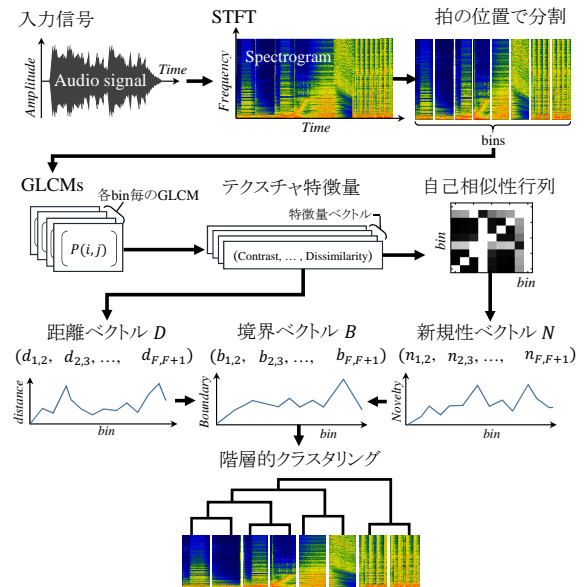 入力信号
STFT
拍の位置で分割
Amplitude
Audio signal
Time
Frequency
Spectrogram
Time
bins
GLCMs
テクスチャ特徴量
自己相似性行列
各bin毎のGLCM
P(i,j)
特徴量ベクトル
(Contrast, … , Dissimilarity)
bin
bin
距離ベクトル D
境界ベクトル B
新規性ベクトル N
(d1,2, d2,3, …, dF,F+1)
(b1,2, b2,3, …, bF,F+1)
(n1,2, n2,3, …, nF,F+1)
distance
bin
Boundary
bin
Novelty
bin
階層的クラスタリング